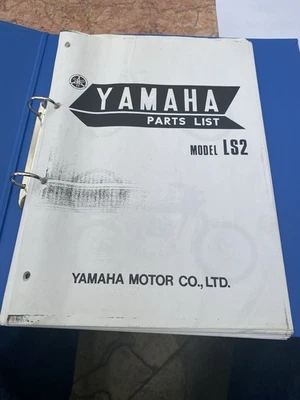 YAMAHA
PARTS LIST
MODEL LS2
YAMAHA MOTOR CO., LTD.